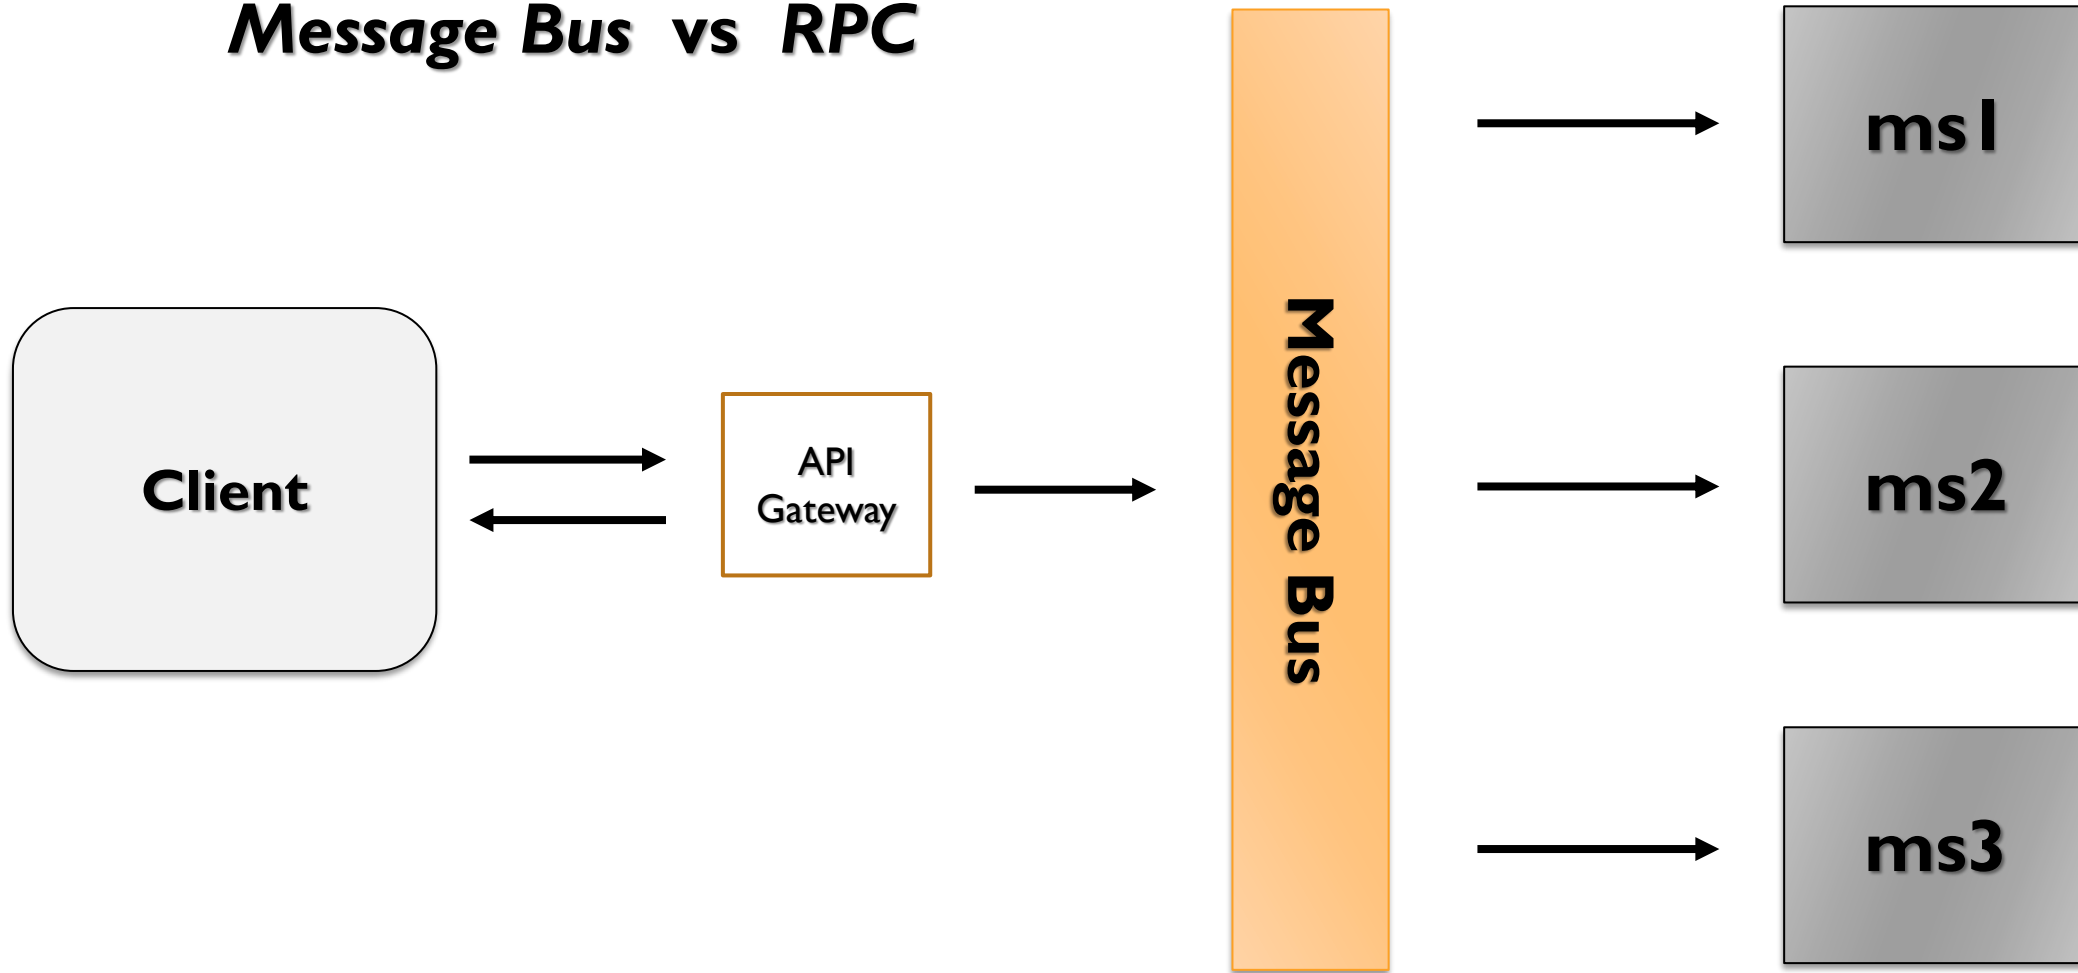 Message Bus vs RPC
Client
API
Gateway
Message Bus
ms1
ms2
ms3